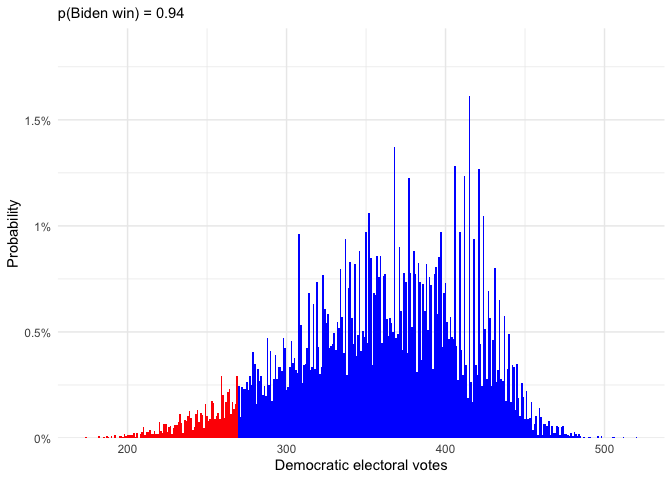 p(Biden win) = 0.94
1.5%
1%
0.5%
0%
Probability
200 300 400 500
Democratic electoral votes